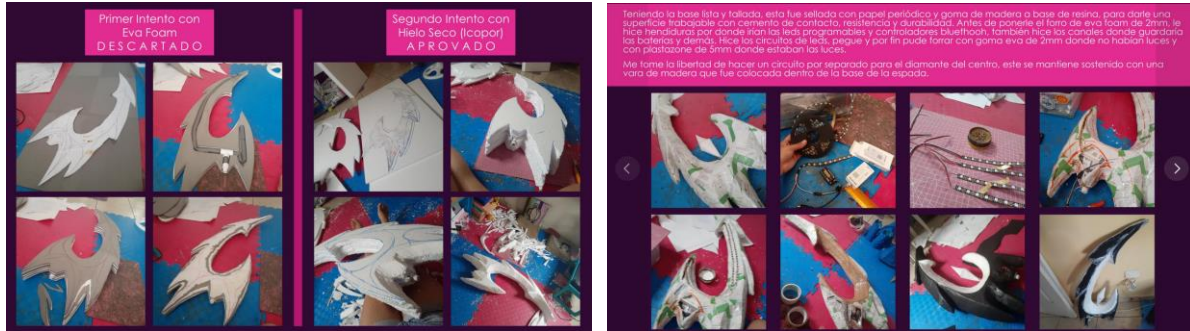 Primer Intento con
Eva Foam
DESCARTADO
Segundo Intento con
Hielo Seco (Icopor)
APROVADO
Teniendo la base lista y tallada, esta fue sellada con papel periódico y goma de madera a base de resina, para darle una
superficie trabajable con cemento de contacto, resistencia y durabilidad. Antes de ponerle el forro de eva foam de 2mm, le
hice hendiduras por donde irian las leds programables y controladores bluethooh, también hice los canales donde guardaría
las baterías y demás. Hice los circuitos de leds, pegue y por fin pude forrar con goma eva de 2mm donde no habían luces y
con plastazone de 5mm donde estaban las luces.
Me tome la libertad de hacer un circuito por separado para el diamante del centro, este se mantiene sostenido con una
vara de madera que fue colocada dentro de la base de la espada.